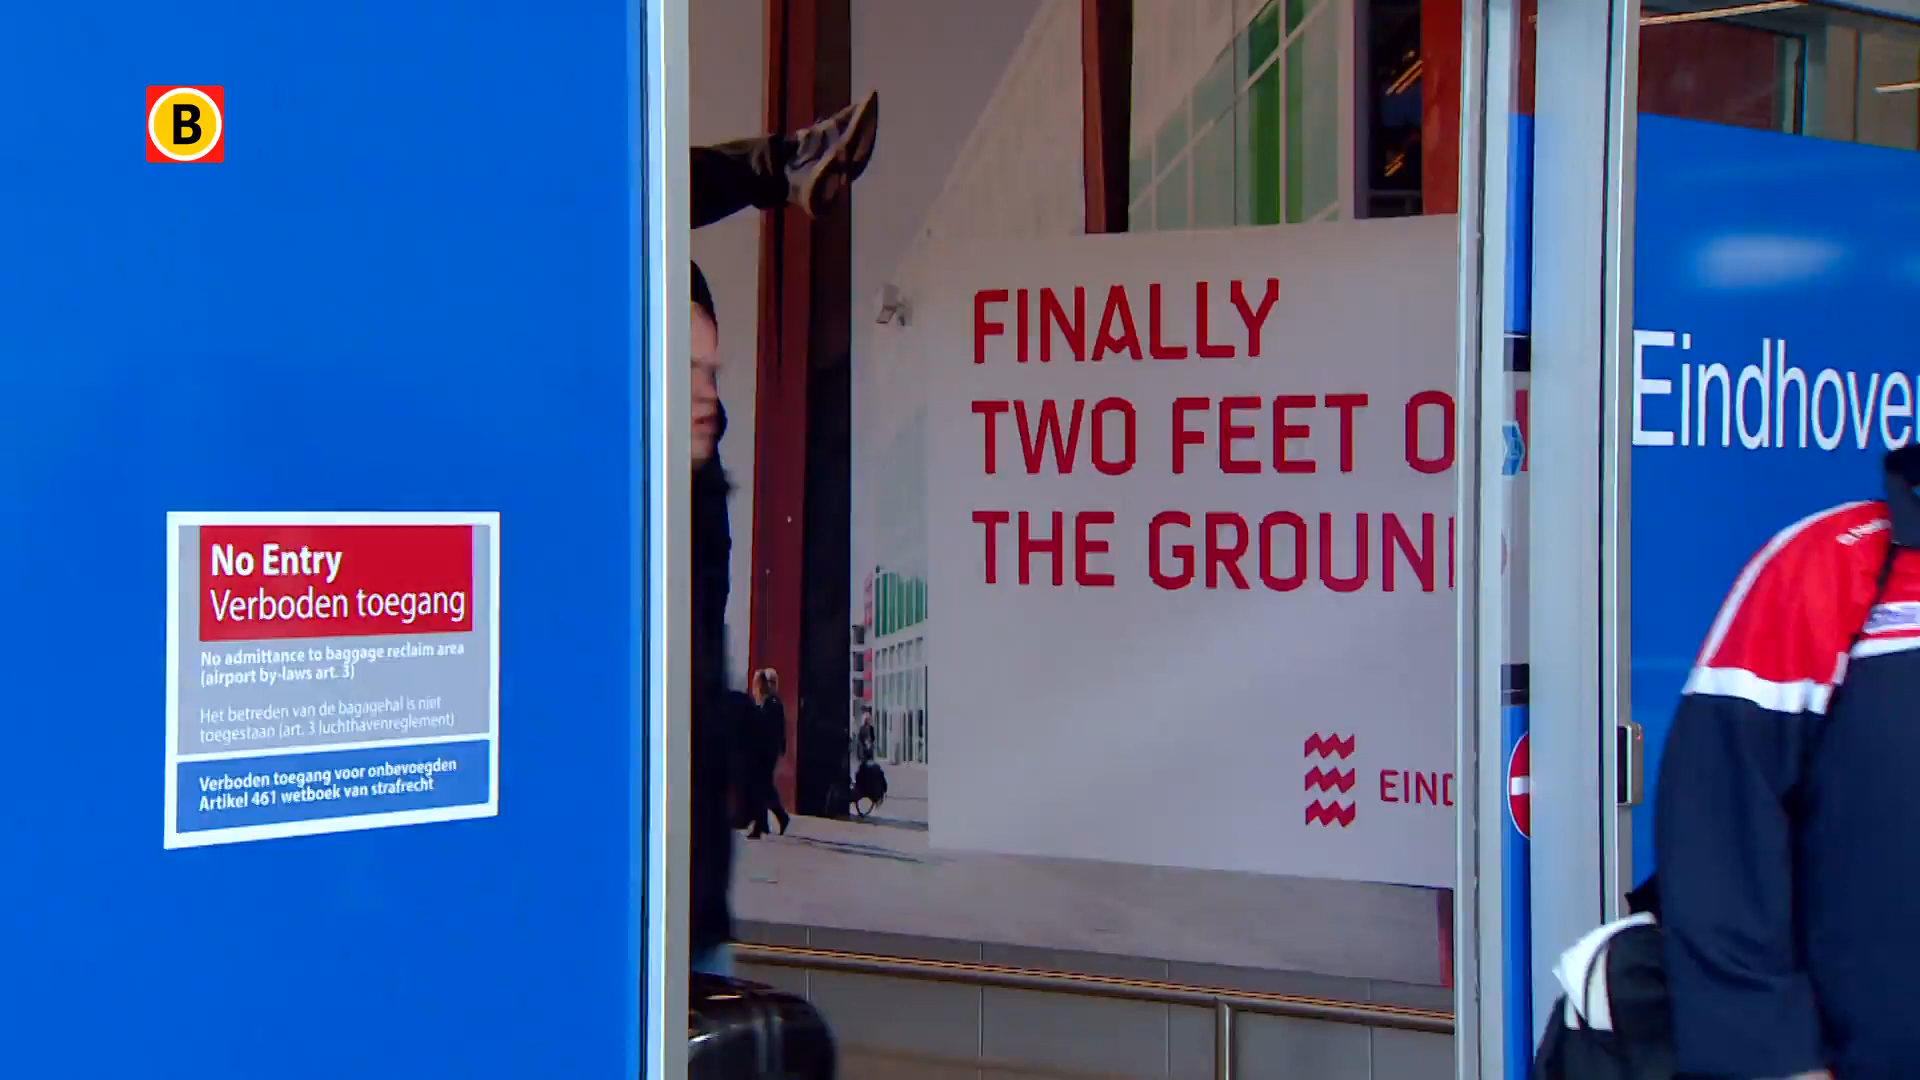 B
No Entry
Verboden toegang
No admittance to baggage reclaim area
(airport by-laws art. 3)
Het betreden van de bagagehal is niet
toegestaan (art. 3 luchthavenreglement)
Verboden toegang voor onbevoegden
Artikel 461 wetboek van strafrecht
FINALLY
TWO FEET O
THE GROUND
EIND
Eindhoven